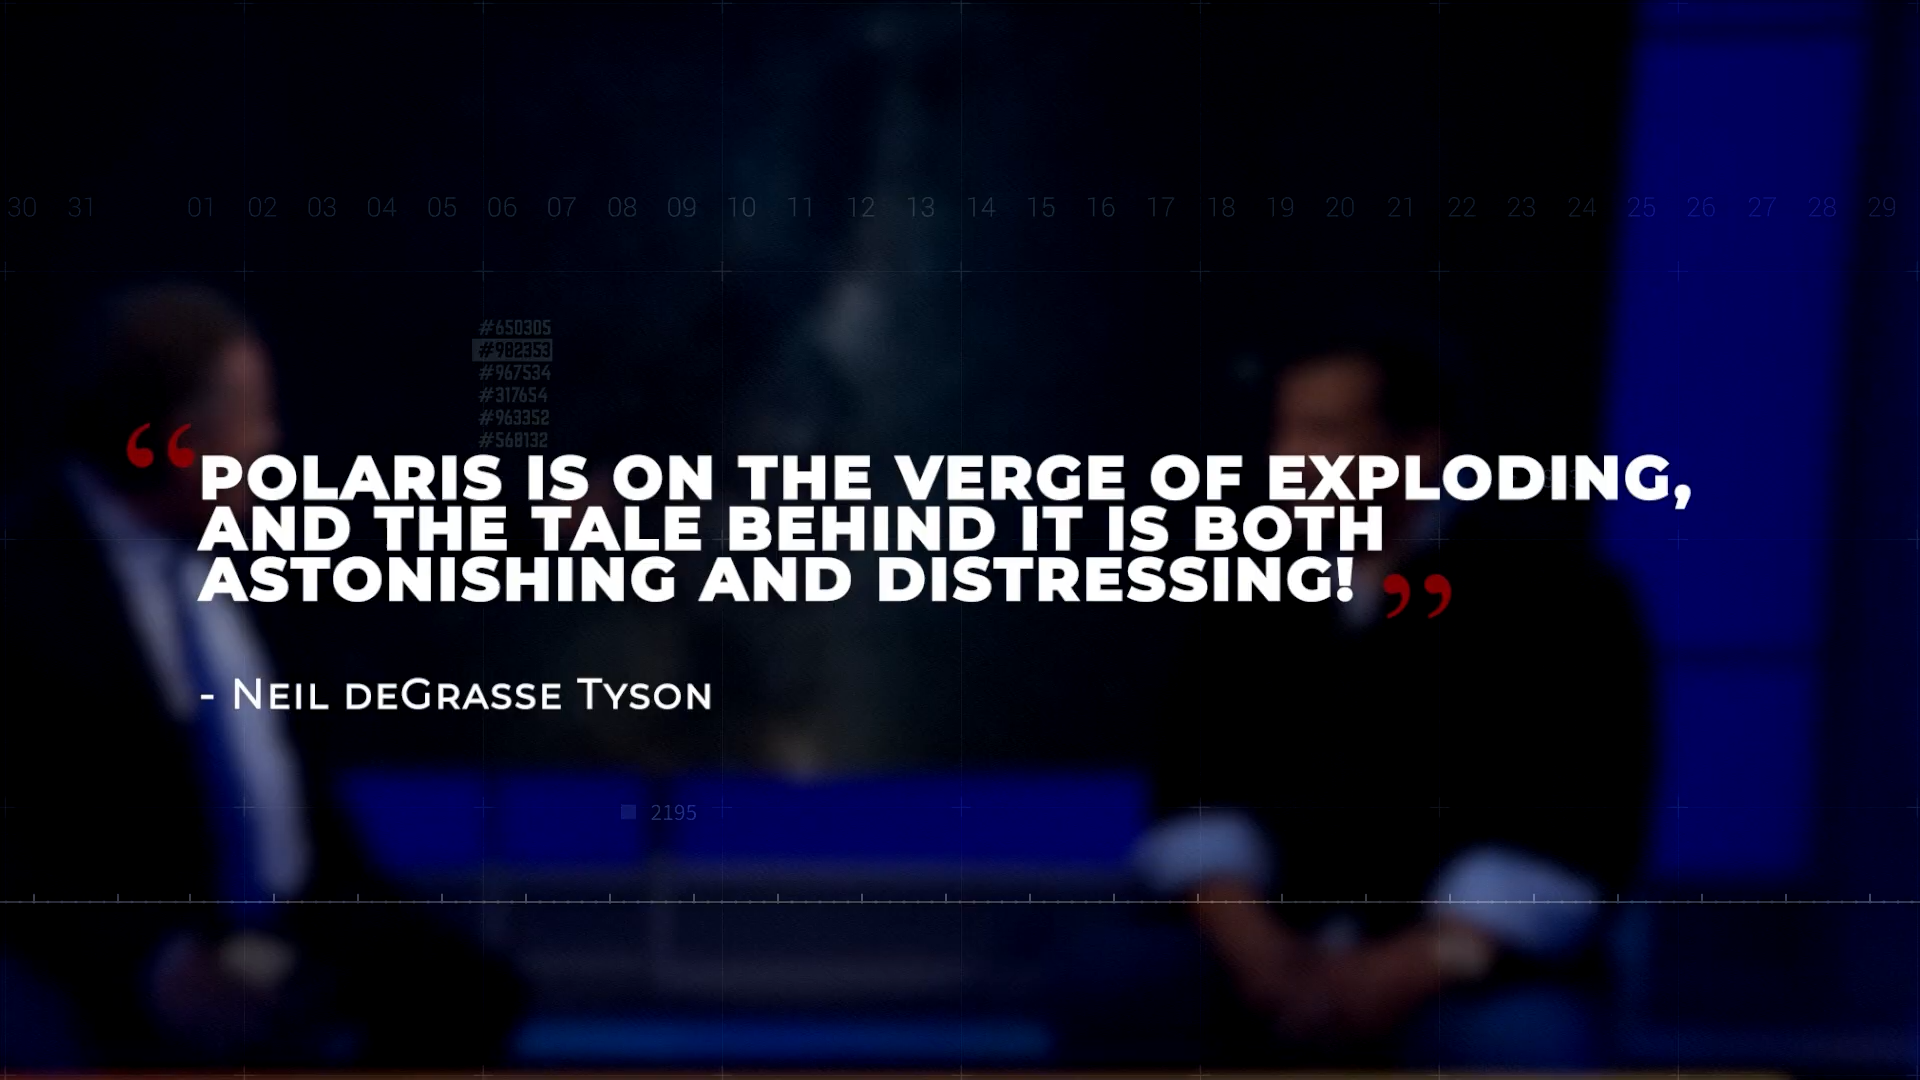 30 31 01 02 03 04 05 06 07 08 09 10 11 12 13 14 15 16 17 18 19 20 21 22 23 24 25 26 27 28 29
#650305
#982353
#967534
#317654
#963352
#568132
“POLARIS IS ON THE VERGE OF EXPLODING,
AND THE TALE BEHIND IT IS BOTH
ASTONISHING AND DISTRESSING! ”
- Neil deGrasse Tyson
2195